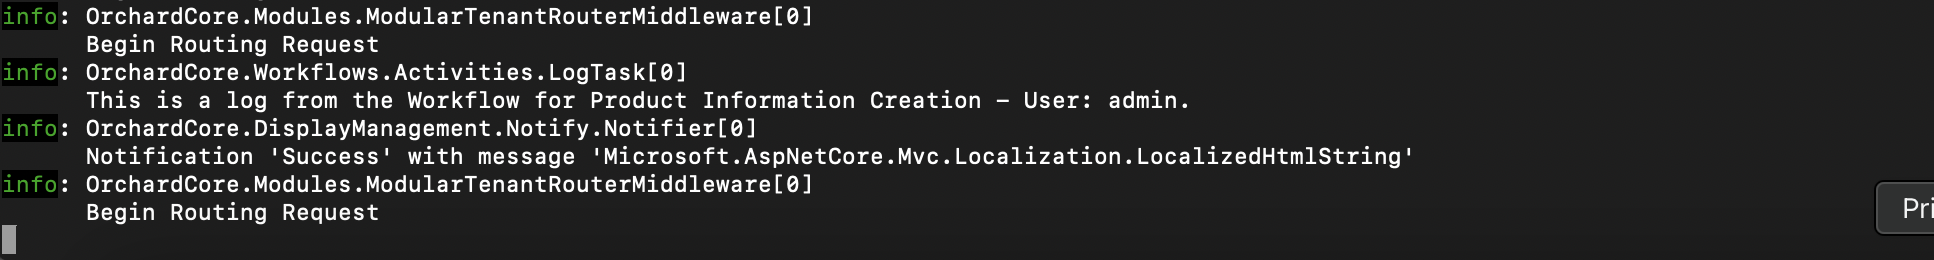 info: OrchardCore.Modules.ModularTenantRouterMiddleware[0]
Begin Routing Request
info: OrchardCore.Workflows.Activities.LogTask[0]
This is a log from the Workflow for Product Information Creation – User: admin.
info: OrchardCore.DisplayManagement.Notify.Notifier[0]
Notification 'Success' with message 'Microsoft.AspNetCore.Mvc.Localization.LocalizedHtmlString'
info: OrchardCore.Modules.ModularTenantRouterMiddleware[0]
Begin Routing Request
Pri